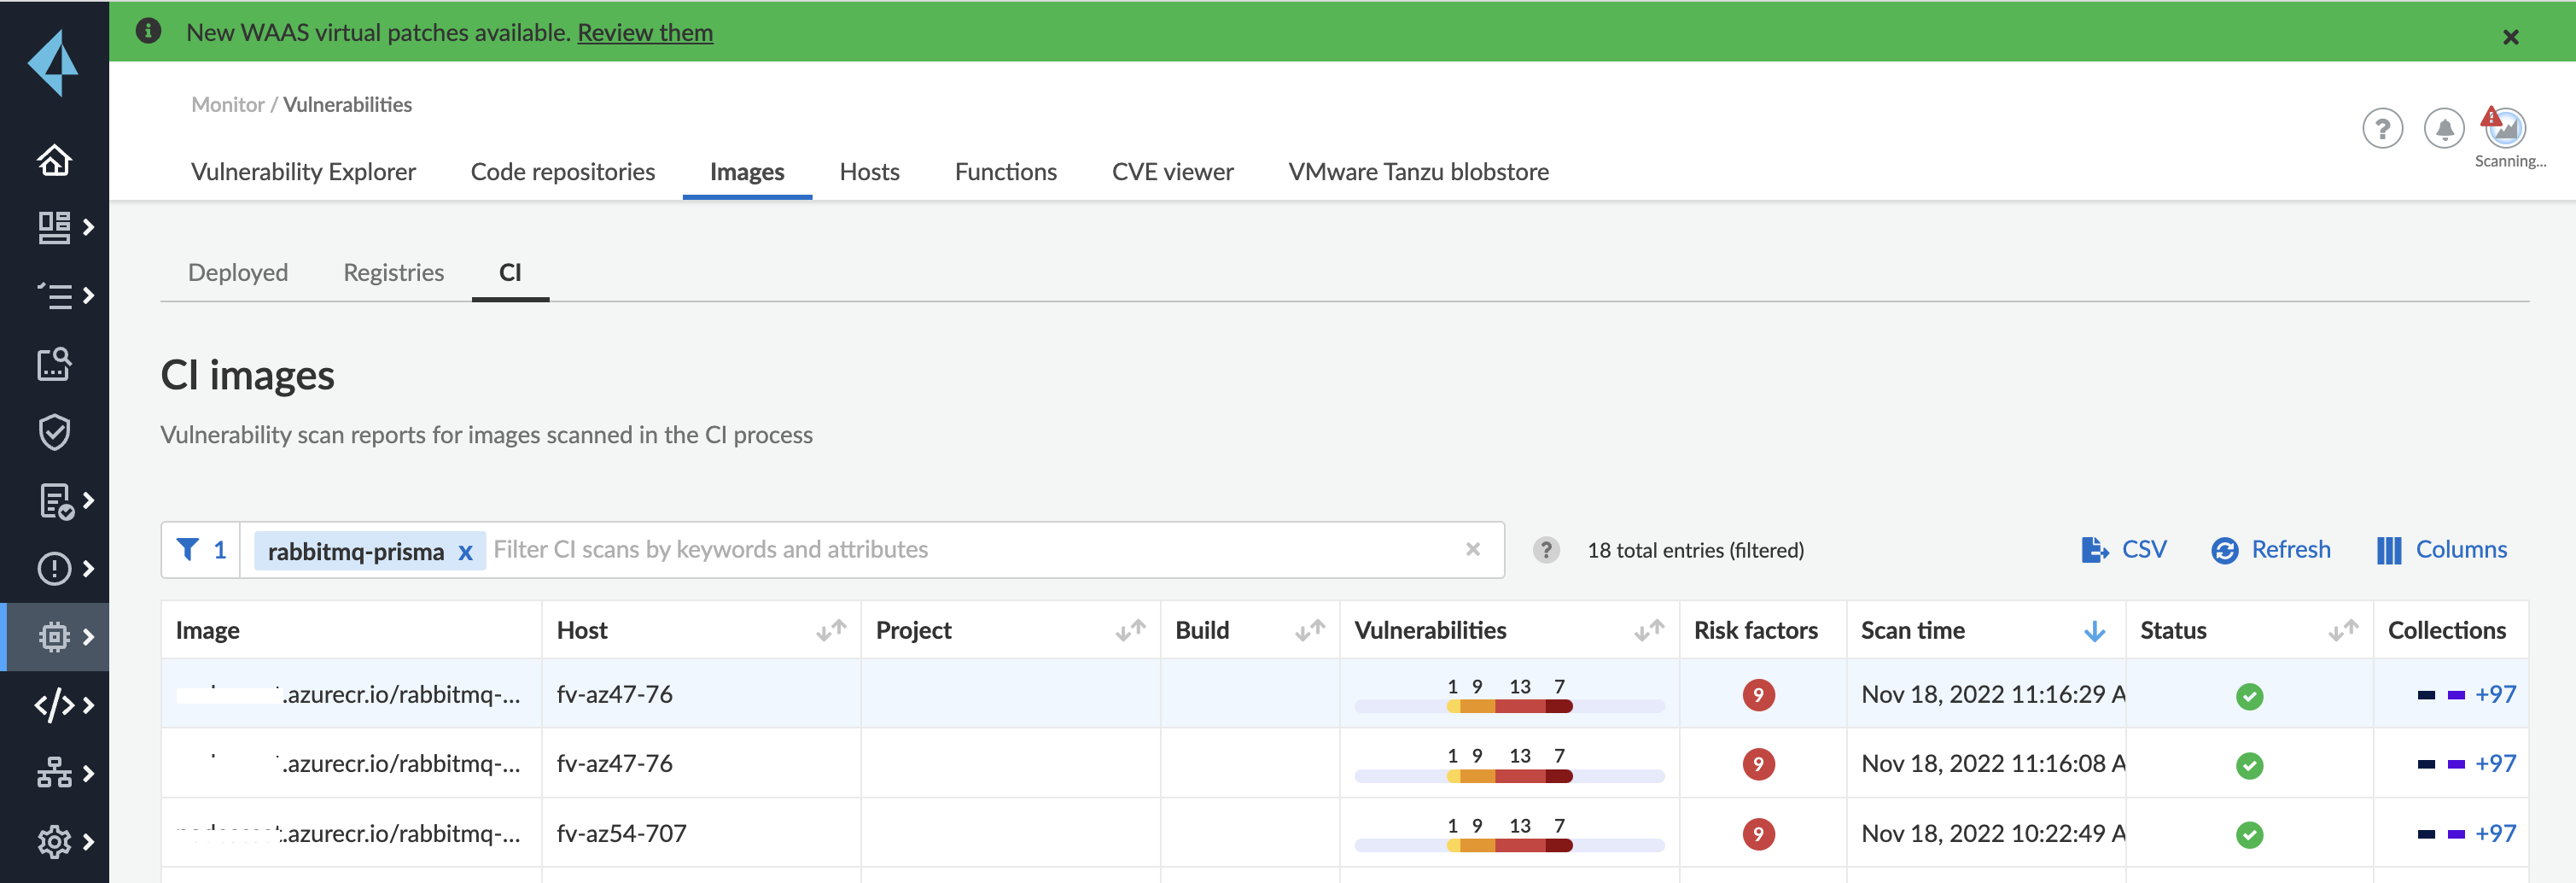 New WAAS virtual patches available. Review them
Monitor / Vulnerabilities
Scanning...
Vulnerability Explorer Code repositories Images Hosts Functions CVE viewer VMware Tanzu blobstore
Deployed Registries CI
CI images
Vulnerability scan reports for images scanned in the CI process
1 rabbitmq-prisma x Filter CI scans by keywords and attributes × ? 18 total entries (filtered) CSV Refresh Columns
Image Host Project Build Vulnerabilities Risk factors Scan time Status Collections
.azurecr.io/rabbitmq-... fv-az47-76 1 9 13 7 9 Nov 18, 2022 11:16:29 A +97
.azurecr.io/rabbitmq-... fv-az47-76 1 9 13 7 9 Nov 18, 2022 11:16:08 A +97
.azurecr.io/rabbitmq-... fv-az54-707 1 9 13 7 9 Nov 18, 2022 10:22:49 A +97